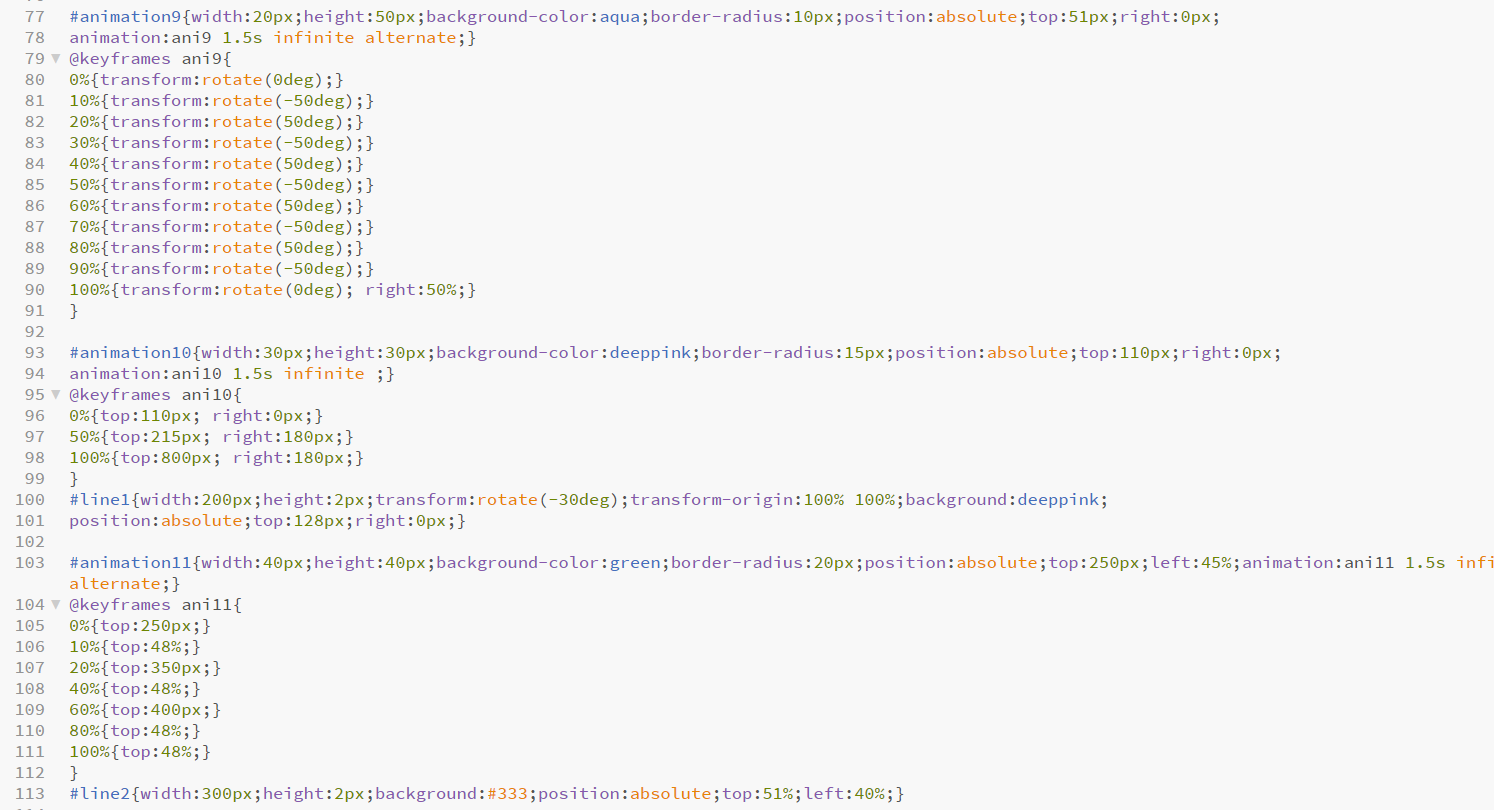 77 #animation9{width:20px;height:50px;background-color:aqua;border-radius:10px;position:absolute;top:51px;right:0px;
78 animation:ani9 1.5s infinite alternate;}
79 @keyframes ani9{
80 0%{transform:rotate(0deg);}
81 10%{transform:rotate(-50deg);}
82 20%{transform:rotate(50deg);}
83 30%{transform:rotate(-50deg);}
84 40%{transform:rotate(50deg);}
85 50%{transform:rotate(-50deg);}
86 60%{transform:rotate(50deg);}
87 70%{transform:rotate(-50deg);}
88 80%{transform:rotate(50deg);}
89 90%{transform:rotate(-50deg);}
90 100%{transform:rotate(0deg); right:50%;}
91 }
92
93 #animation10{width:30px;height:30px;background-color:deeppink;border-radius:15px;position:absolute;top:110px;right:0px;
94 animation:ani10 1.5s infinite ;}
95 @keyframes ani10{
96 0%{top:110px; right:0px;}
97 50%{top:215px; right:180px;}
98 100%{top:800px; right:180px;}
99 }
100 #line1{width:200px;height:2px;transform:rotate(-30deg);transform-origin:100% 100%;background:deeppink;
101 position:absolute;top:128px;right:0px;}
102
103 #animation11{width:40px;height:40px;background-color:green;border-radius:20px;position:absolute;top:250px;left:45%;animation:ani11 1.5s infi
alternate;}
104 @keyframes ani11{
105 0%{top:250px;}
106 10%{top:48%;}
107 20%{top:350px;}
108 40%{top:48%;}
109 60%{top:400px;}
110 80%{top:48%;}
111 100%{top:48%;}
112 }
113 #line2{width:300px;height:2px;background:#333;position:absolute;top:51%;left:40%;}